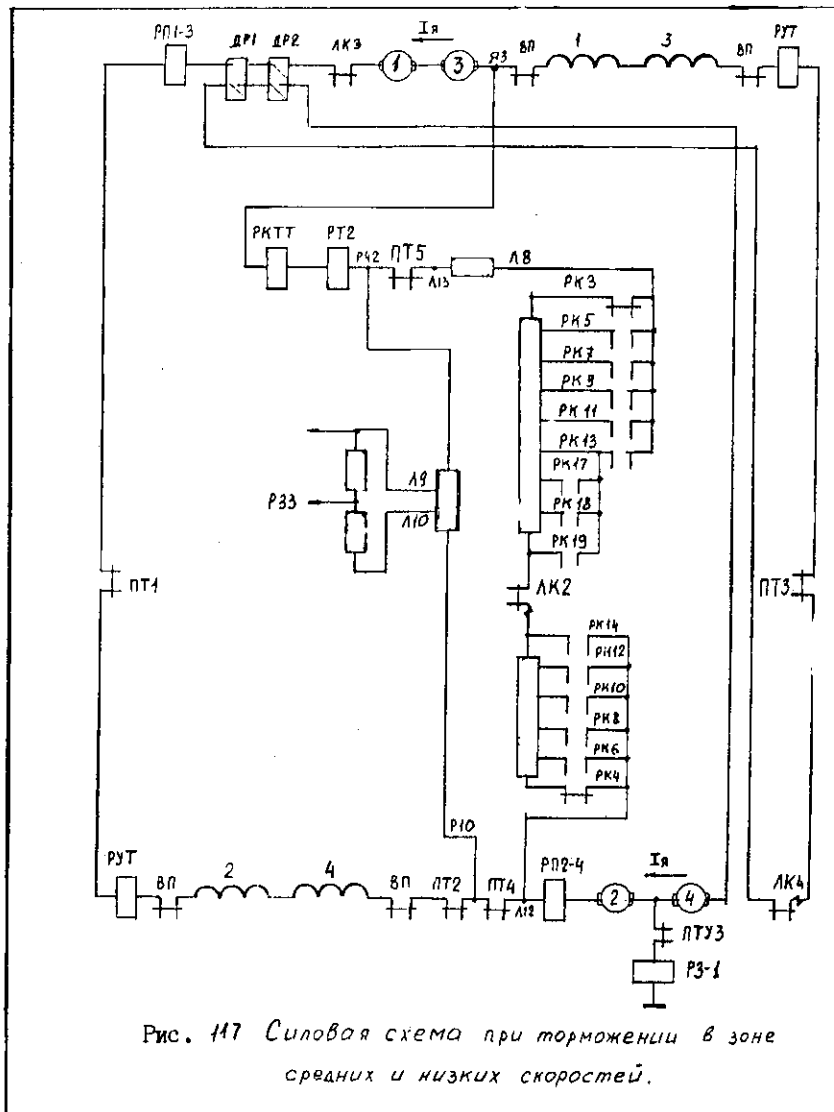 РП1-3 ДР1 ДР2 ЛК3 Iя Я3 ВП 1 3 ВП РУТ
1 3
РКТТ РТ2 Р42 ПТ5 Л13 Л8
РК3
РК5
РК7
РК9
РК11
РК13
РК17
РК18
РК19
Л9
Р33
Л10
ПТ1 ЛК2 ПТ3
РК14
РК12
РК10
РК8
РК6
РК4
Р10
РУТ ВП 2 4 ВП ПТ2 ПТ4 Л12 РП2-4 Iя ЛК4
2 4
ПТУ3
РЗ-1
Рис. 117 Силовая схема при торможении в зоне
средних и низких скоростей.